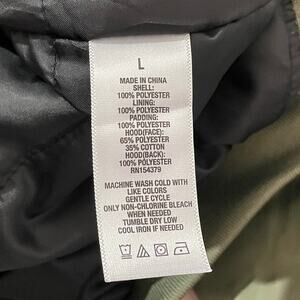 L
MADE IN CHINA
SHELL:
100% POLYESTER
LINING:
100% POLYESTER
PADDING:
100% POLYESTER
HOOD(FACE):
65% POLYESTER
35% COTTON
HOOD(BACK):
100% POLYESTER
RN154379
MACHINE WASH COLD WITH
LIKE COLORS
GENTLE CYCLE
ONLY NON-CHLORINE BLEACH
WHEN NEEDED
TUMBLE DRY LOW
COOL IRON IF NEEDED